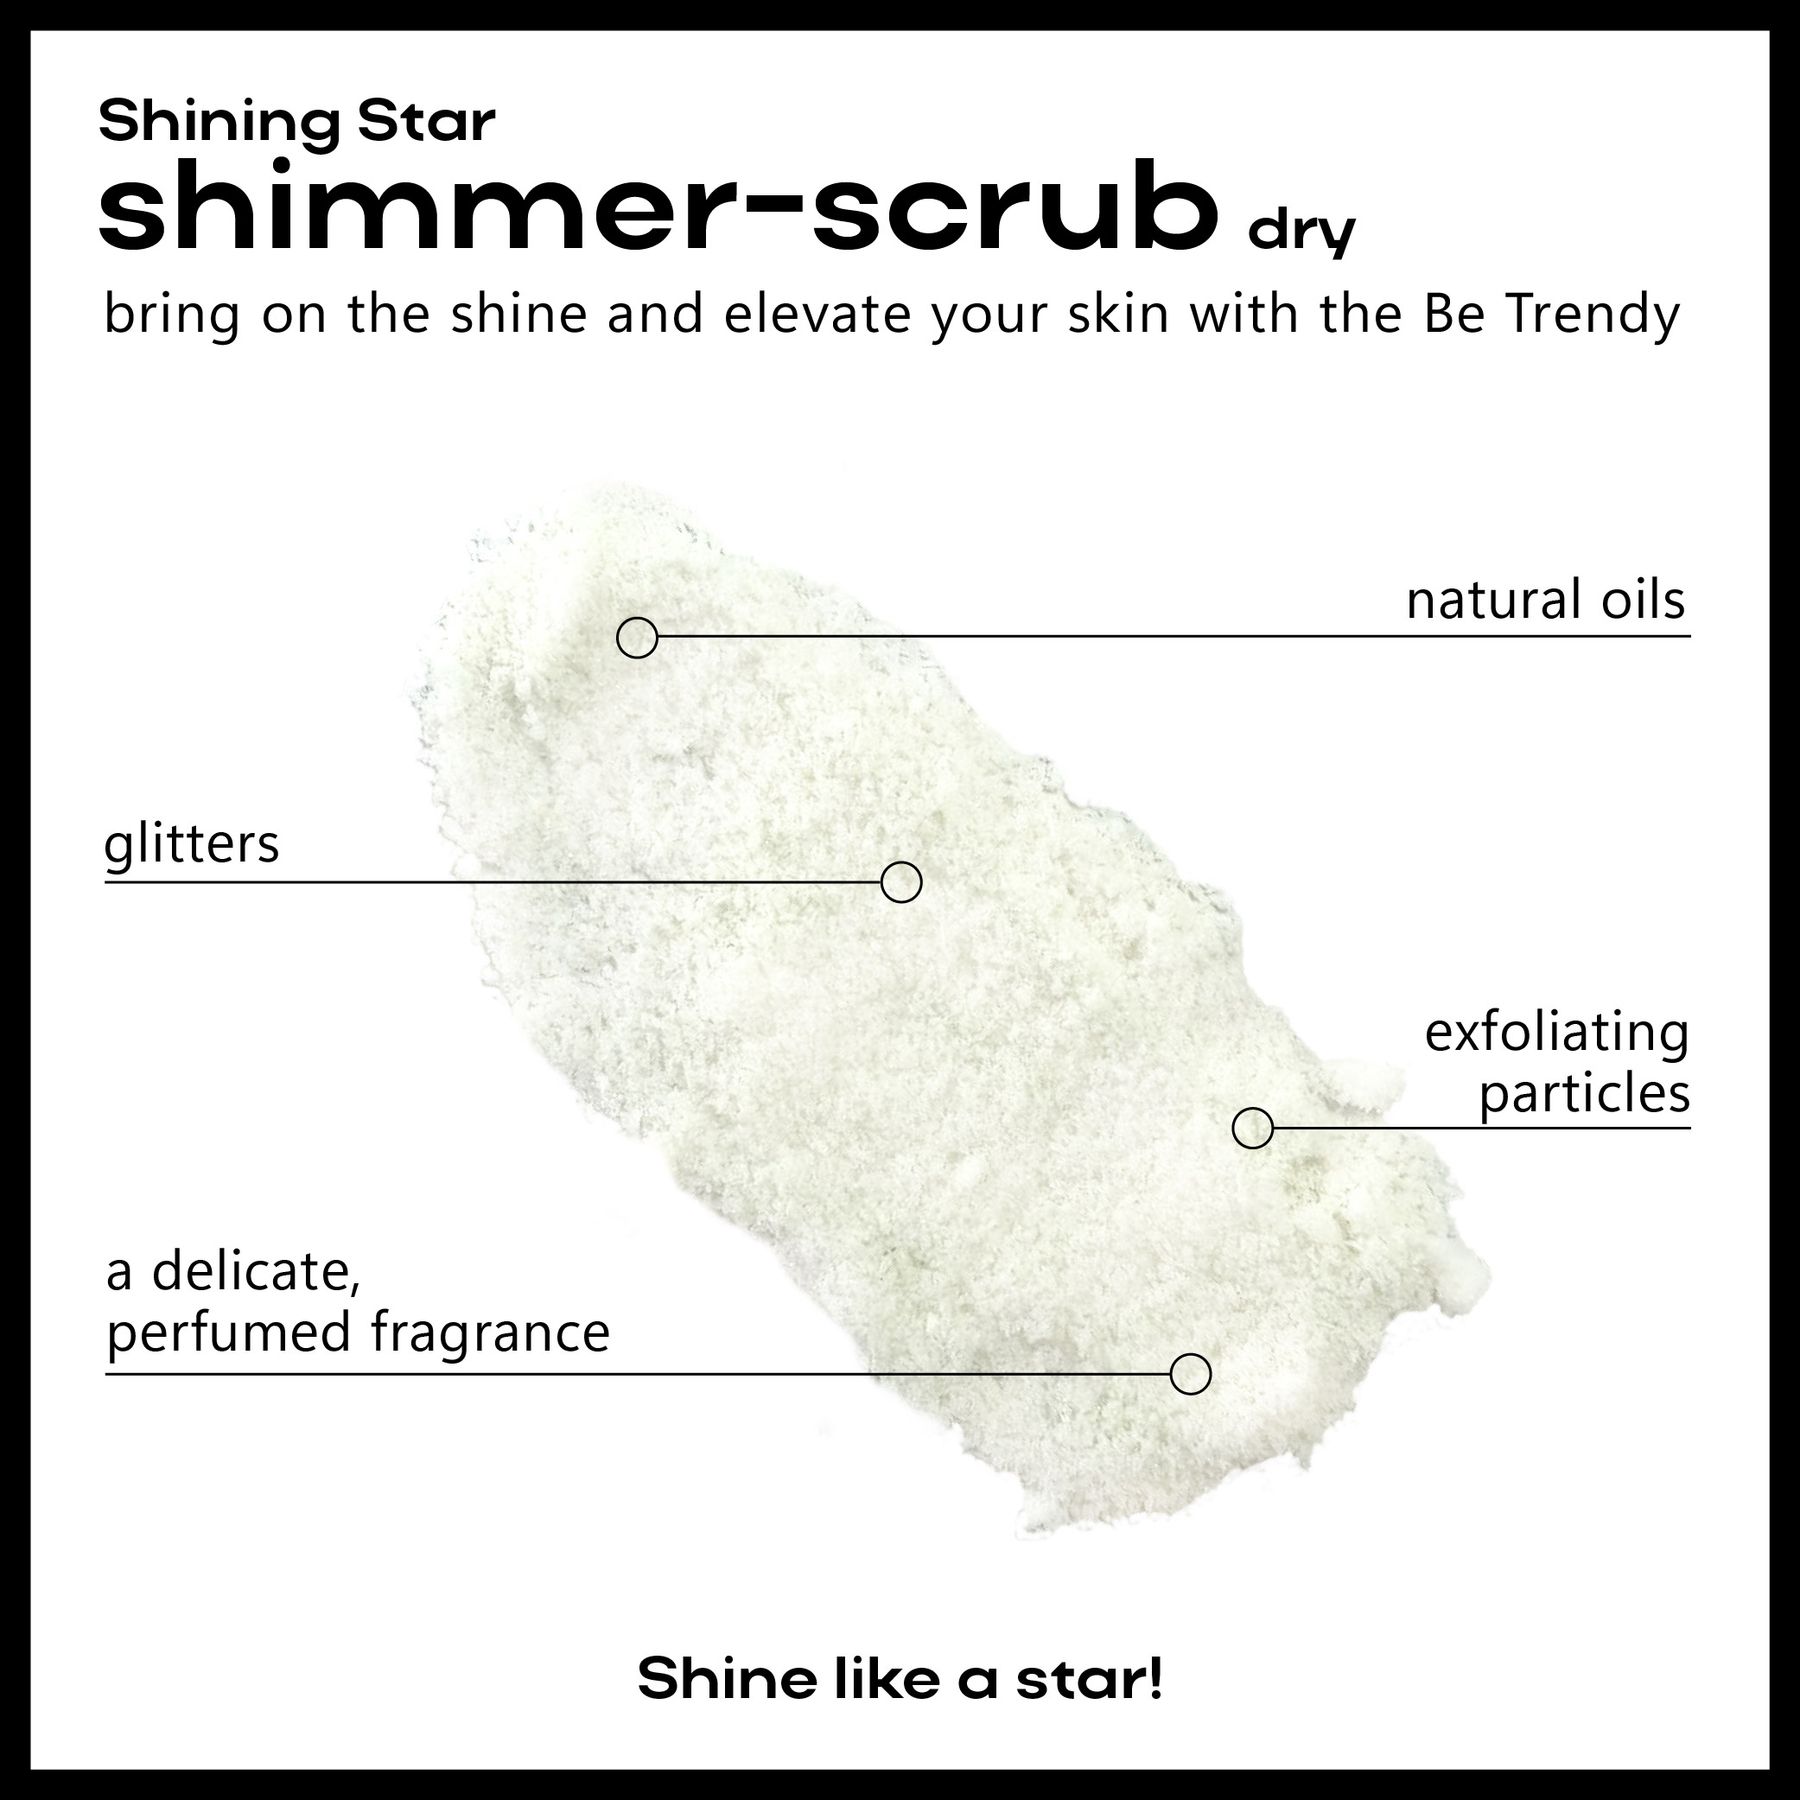 Shining Star
shimmer-scrub dry
bring on the shine and elevate your skin with the Be Trendy
natural oils
glitters
exfoliating
particles
a delicate,
perfumed fragrance
Shine like a star!